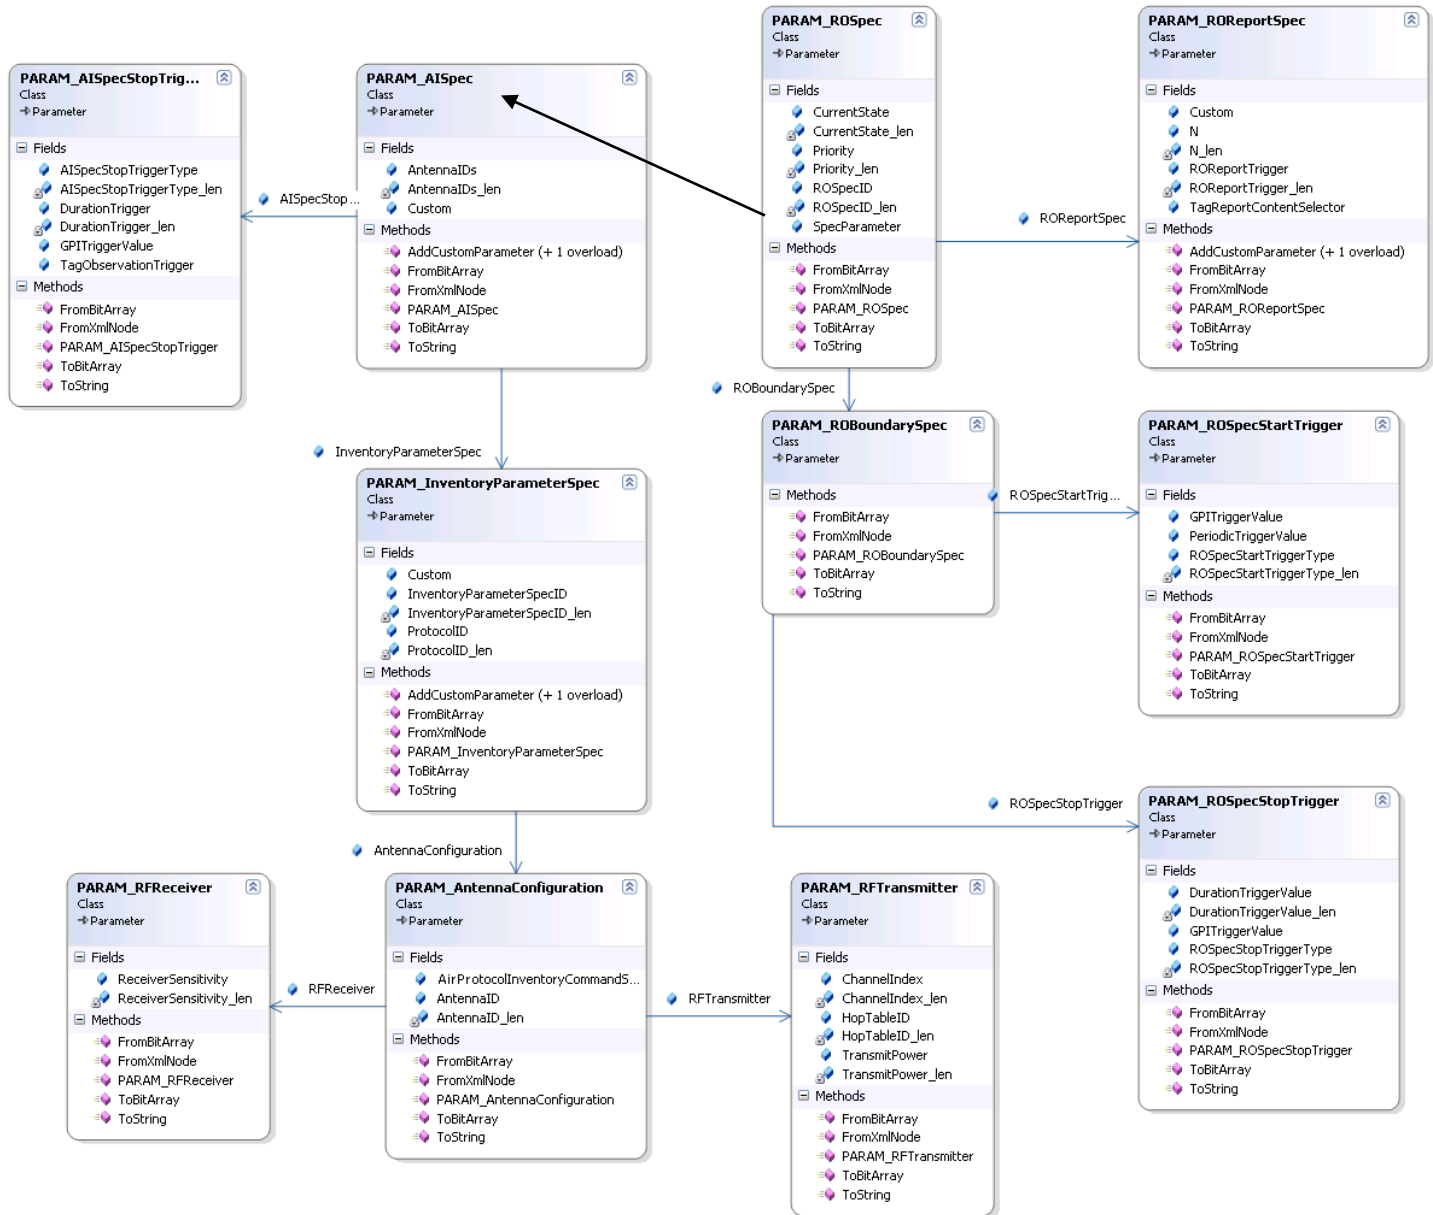 PARAM_AISpecStopTrig...
Class
Parameter
Fields
AISpecStopTriggerType
AISpecStopTriggerType_len
DurationTrigger
DurationTrigger_len
GPITriggerValue
TagObservationTrigger
Methods
FromBitArray
FromXmlNode
PARAM_AISpecStopTrigger
ToBitArray
ToString
AISpecStop...
PARAM_AISpec
Class
Parameter
Fields
AntennaIDs
AntennaIDs_len
Custom
Methods
AddCustomParameter (+ 1 overload)
FromBitArray
FromXmlNode
PARAM_AISpec
ToBitArray
ToString
PARAM_ROSpec
Class
Parameter
Fields
CurrentState
CurrentState_len
Priority
Priority_len
ROSpecID
ROSpecID_len
SpecParameter
Methods
FromBitArray
FromXmlNode
PARAM_ROSpec
ToBitArray
ToString
ROReportSpec
PARAM_ROReportSpec
Class
Parameter
Fields
Custom
N
N_len
ROReportTrigger
ROReportTrigger_len
TagReportContentSelector
Methods
AddCustomParameter (+ 1 overload)
FromBitArray
FromXmlNode
PARAM_ROReportSpec
ToBitArray
ToString
ROBoundarySpec
PARAM_ROBoundarySpec
Class
Parameter
Methods
FromBitArray
FromXmlNode
PARAM_ROBoundarySpec
ToBitArray
ToString
ROSpecStartTrig...
PARAM_ROSpecStartTrigger
Class
Parameter
Fields
GPITriggerValue
PeriodicTriggerValue
ROSpecStartTriggerType
ROSpecStartTriggerType_len
Methods
FromBitArray
FromXmlNode
PARAM_ROSpecStartTrigger
ToBitArray
ToString
InventoryParameterSpec
PARAM_InventoryParameterSpec
Class
Parameter
Fields
Custom
InventoryParameterSpecID
InventoryParameterSpecID_len
ProtocolID
ProtocolID_len
Methods
AddCustomParameter (+ 1 overload)
FromBitArray
FromXmlNode
PARAM_InventoryParameterSpec
ToBitArray
ToString
ROSpecStopTrigger
PARAM_ROSpecStopTrigger
Class
Parameter
Fields
DurationTriggerValue
DurationTriggerValue_len
GPITriggerValue
ROSpecStopTriggerType
ROSpecStopTriggerType_len
Methods
FromBitArray
FromXmlNode
PARAM_ROSpecStopTrigger
ToBitArray
ToString
AntennaConfiguration
PARAM_RFReceiver
Class
Parameter
Fields
ReceiverSensitivity
ReceiverSensitivity_len
Methods
FromBitArray
FromXmlNode
PARAM_RFReceiver
ToBitArray
ToString
RFReceiver
PARAM_AntennaConfiguration
Class
Parameter
Fields
AirProtocolInventoryCommandS...
AntennaID
AntennaID_len
Methods
FromBitArray
FromXmlNode
PARAM_AntennaConfiguration
ToBitArray
ToString
RFTransmitter
PARAM_RFTransmitter
Class
Parameter
Fields
ChannelIndex
ChannelIndex_len
HopTableID
HopTableID_len
TransmitPower
TransmitPower_len
Methods
FromBitArray
FromXmlNode
PARAM_RFTransmitter
ToBitArray
ToString